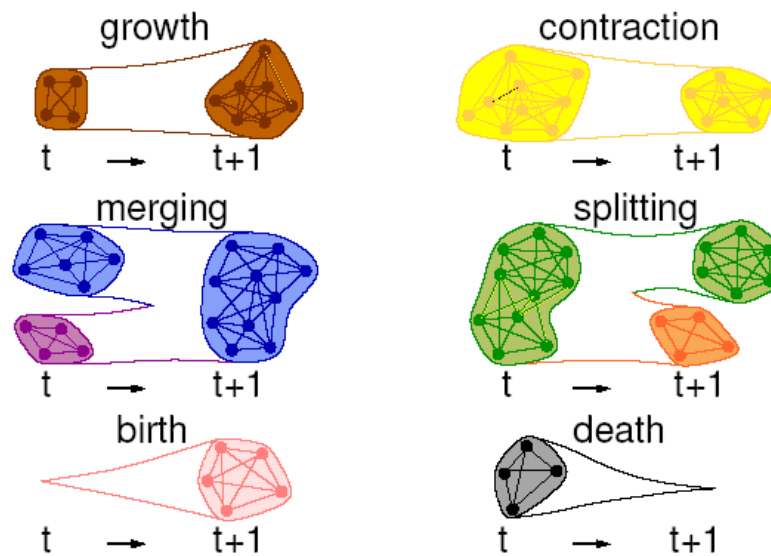 growth
t → t+1
contraction
t → t+1
merging
t → t+1
splitting
t → t+1
birth
t → t+1
death
t → t+1